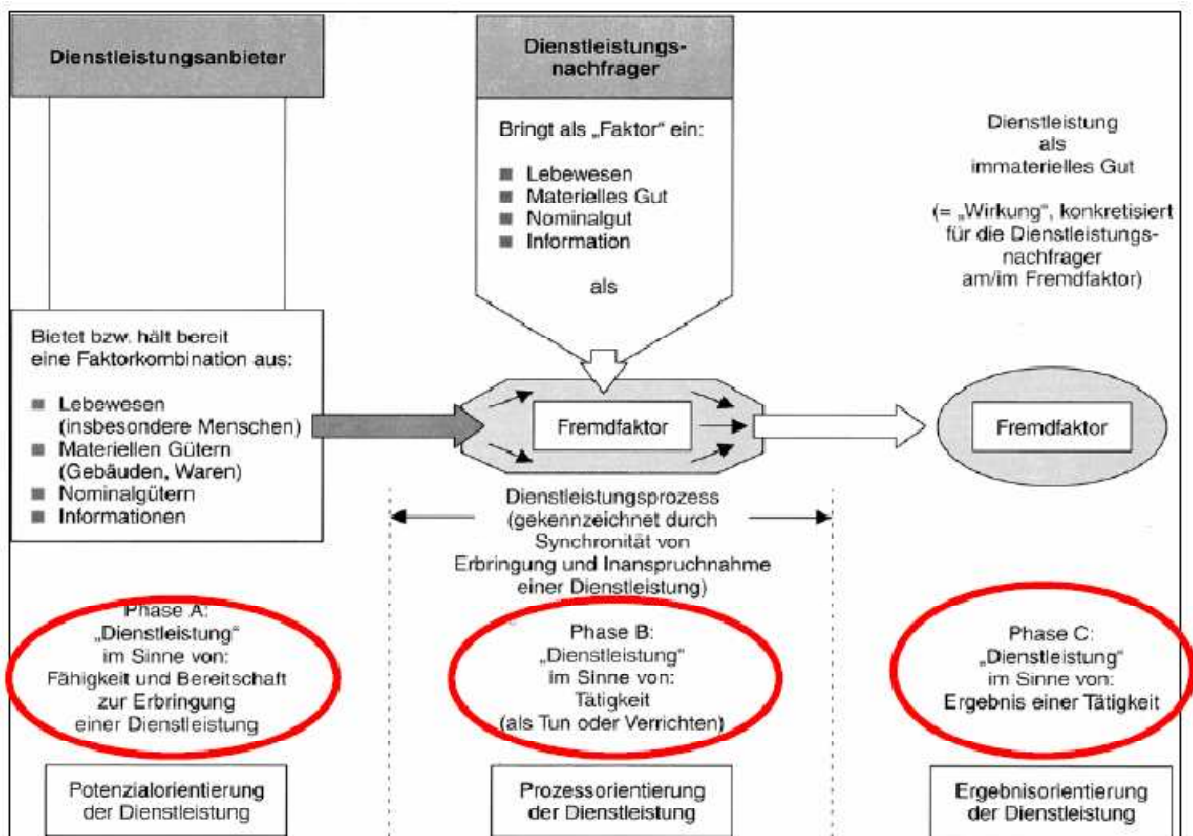 Dienstleistungsanbieter
Dienstleistungs-
nachfrager
Bringt als „Faktor“ ein:
Lebewesen
Materielles Gut
Nominalgut
Information
als
Dienstleistung
als
immaterielles Gut
(= „Wirkung“, konkretisiert
für die Dienstleistungs-
nachfrager
am/im Fremdfaktor)
Bietet bzw. hält bereit
eine Faktorkombination aus:
Lebewesen
(insbesondere Menschen)
Materiellen Gütern
(Gebäuden, Waren)
Nominalgütern
Informationen
Fremdfaktor
Fremdfaktor
Dienstleistungsprozess
(gekennzeichnet durch
Synchronität von
Erbringung und Inanspruchnahme
einer Dienstleistung)
Phase A:
„Dienstleistung“
im Sinne von:
Fähigkeit und Bereitschaft
zur Erbringung
einer Dienstleistung
Phase B:
„Dienstleistung“
im Sinne von:
Tätigkeit
(als Tun oder Verrichten)
Phase C:
„Dienstleistung“
im Sinne von:
Ergebnis einer Tätigkeit
Potenzialorientierung
der Dienstleistung
Prozessorientierung
der Dienstleistung
Ergebnisorientierung
der Dienstleistung